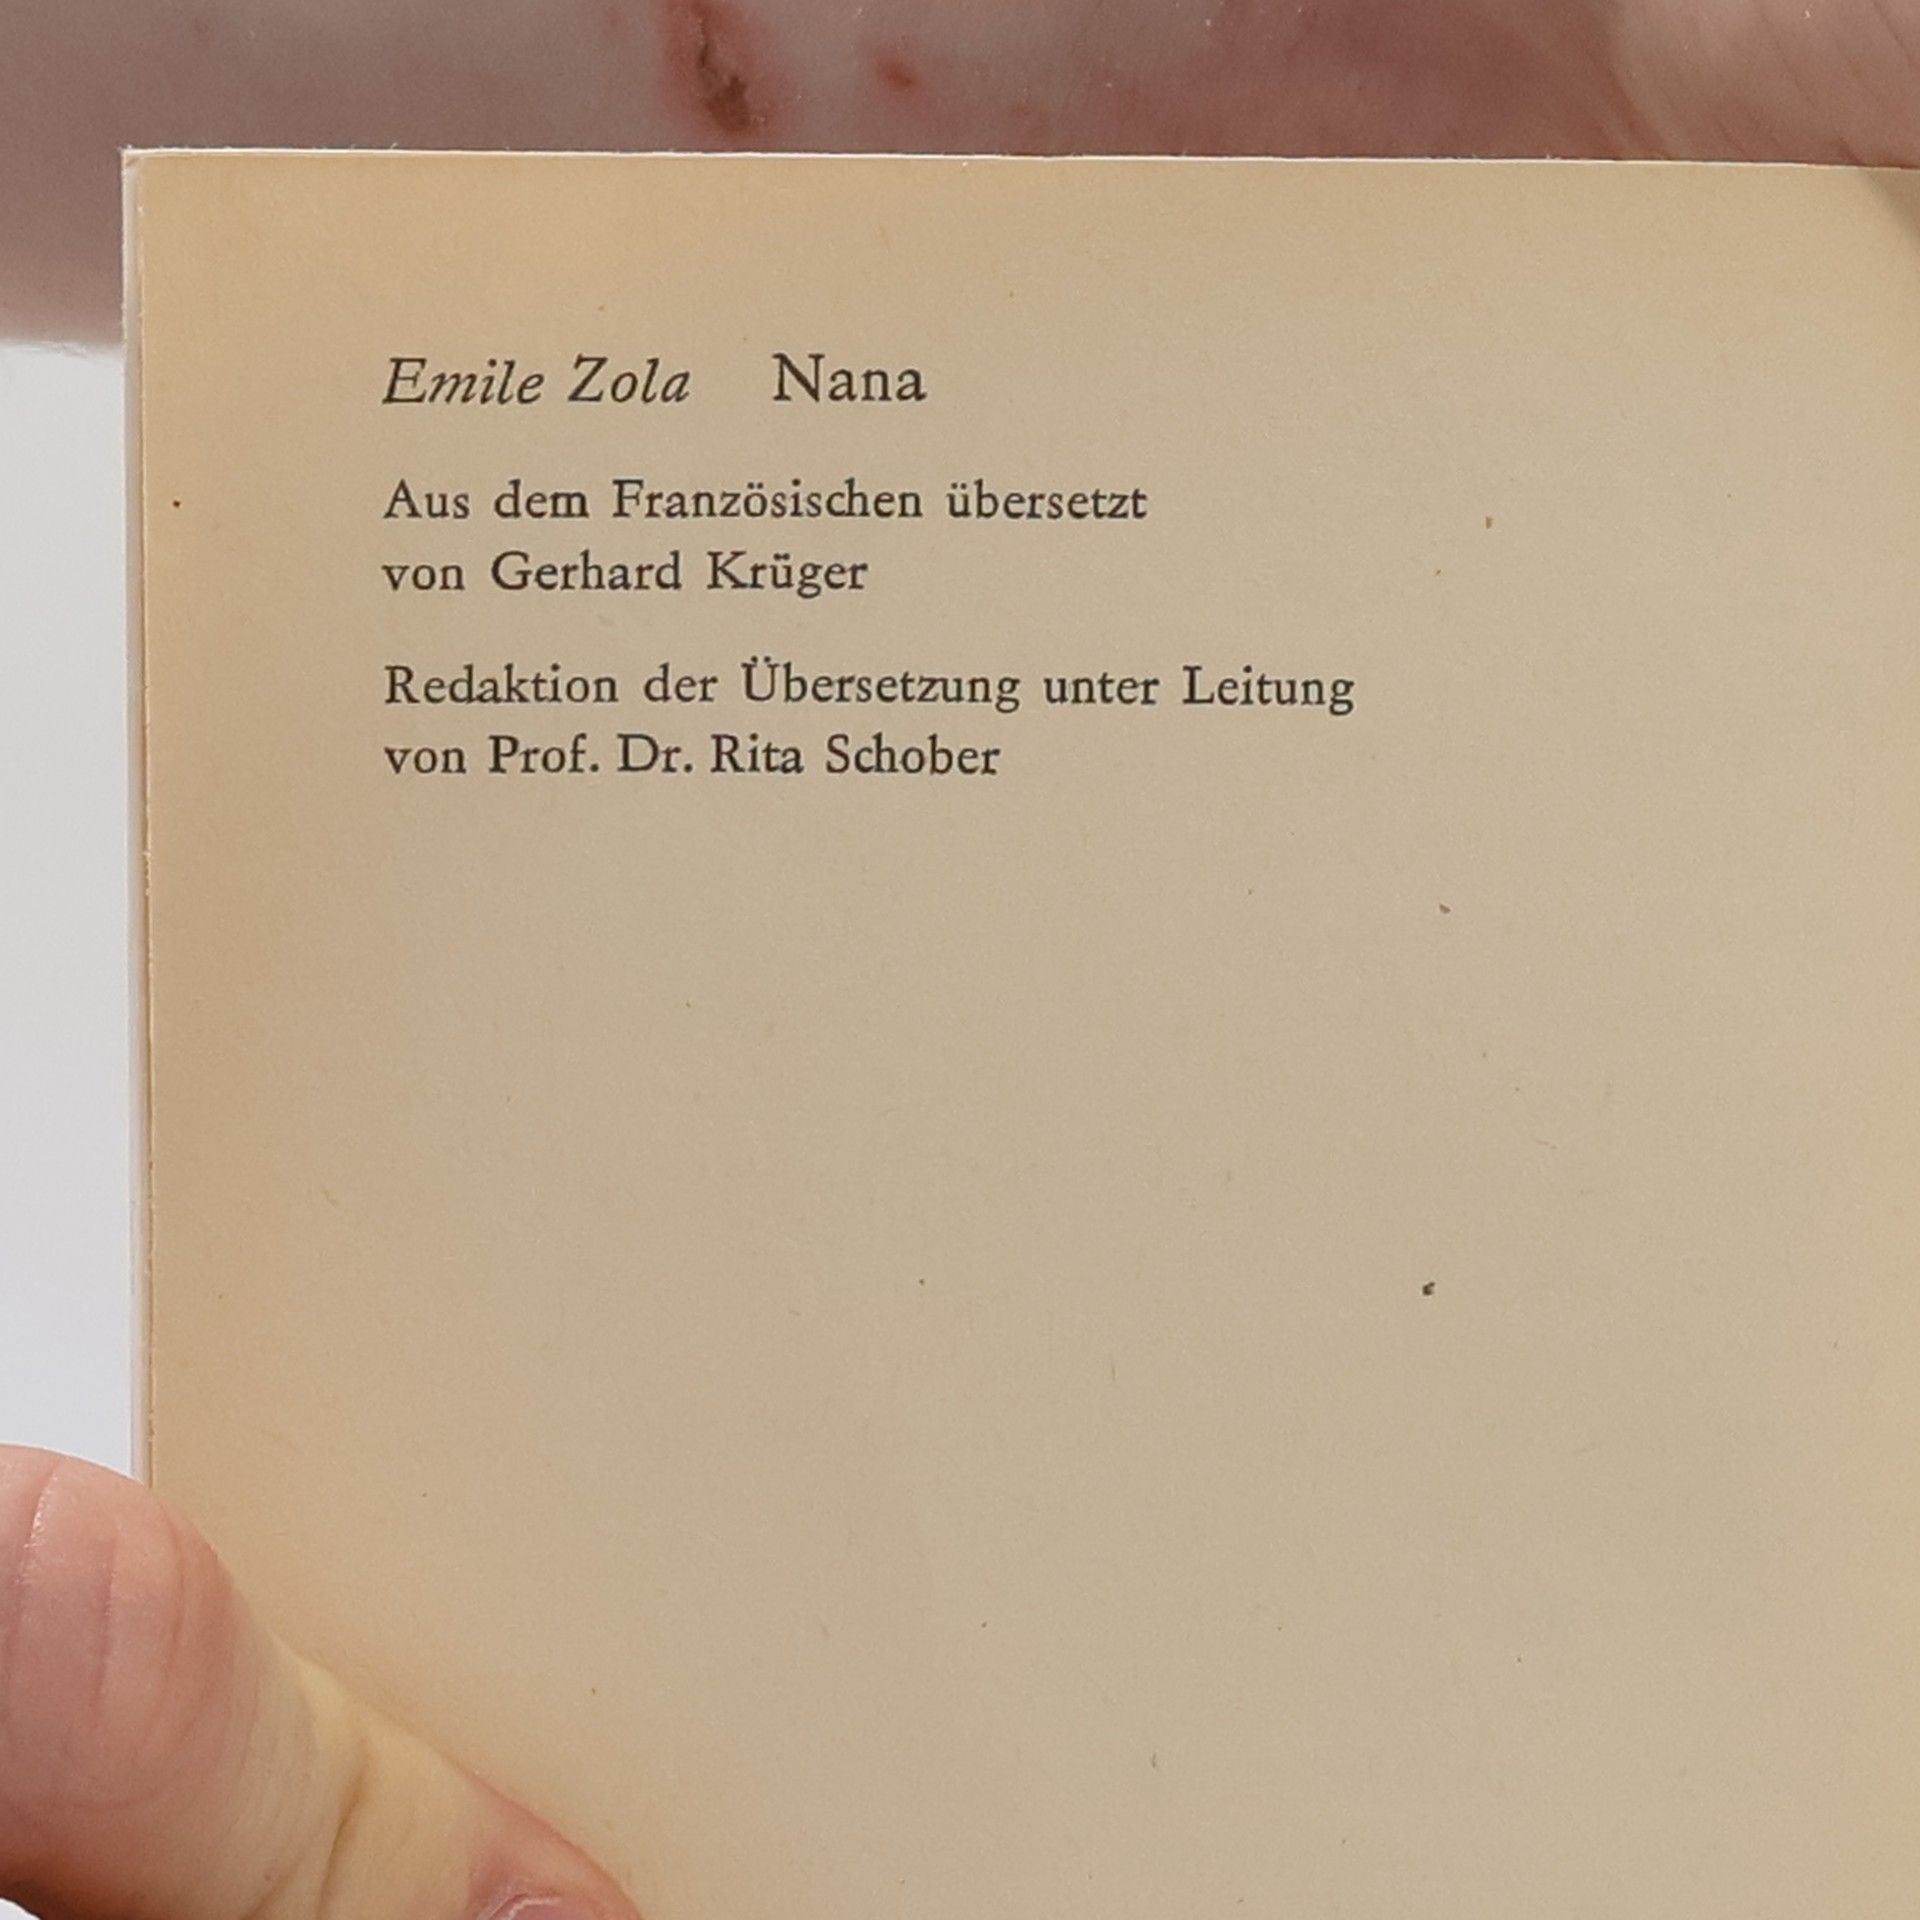 Emile Zola Nana
Aus dem Französischen übersetzt
von Gerhard Krüger
Redaktion der Übersetzung unter Leitung
von Prof. Dr. Rita Schober